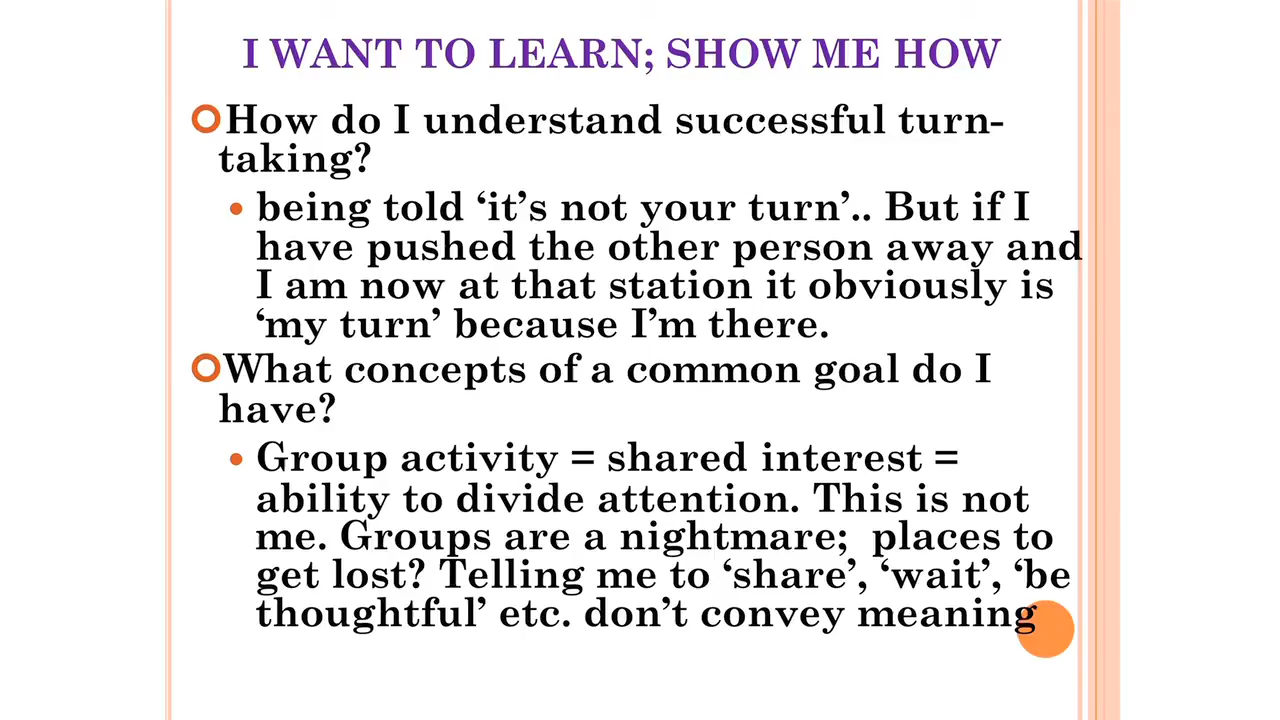 I WANT TO LEARN; SHOW ME HOW
How do I understand successful turn-
taking?
being told ‘it’s not your turn’.. But if I
have pushed the other person away and
I am now at that station it obviously is
‘my turn’ because I’m there.
What concepts of a common goal do I
have?
Group activity = shared interest =
ability to divide attention. This is not
me. Groups are a nightmare;  places to
get lost? Telling me to ‘share’, ‘wait’, ‘be
thoughtful’ etc. don’t convey meaning